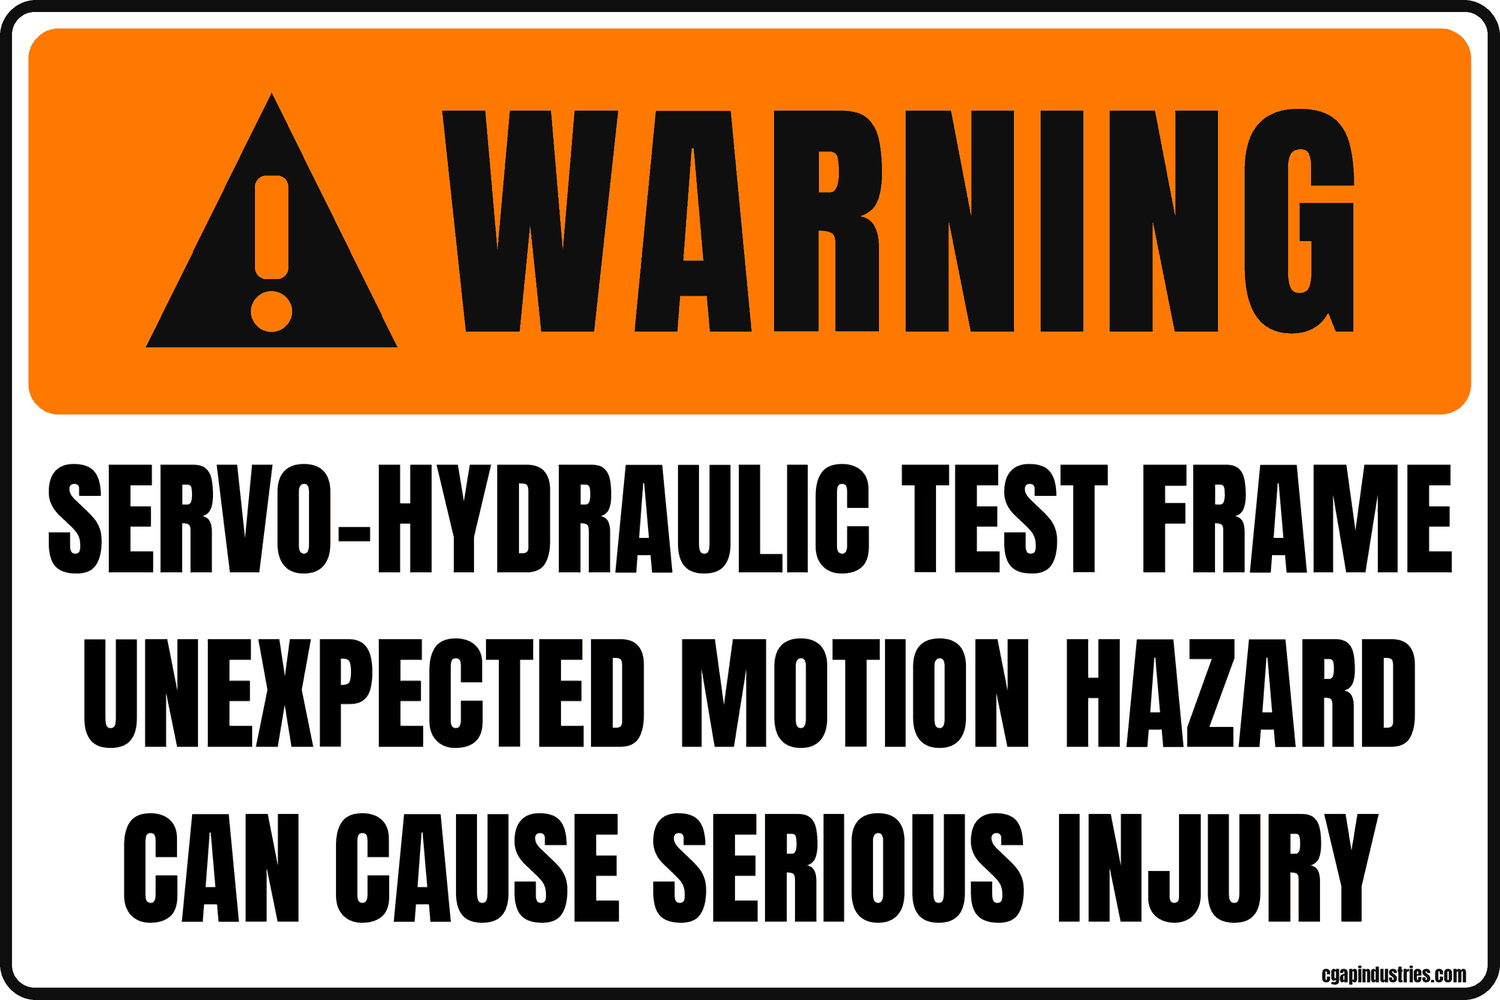 WARNING
SERVO-HYDRAULIC TEST FRAME
UNEXPECTED MOTION HAZARD
CAN CAUSE SERIOUS INJURY
cgapindustries.com